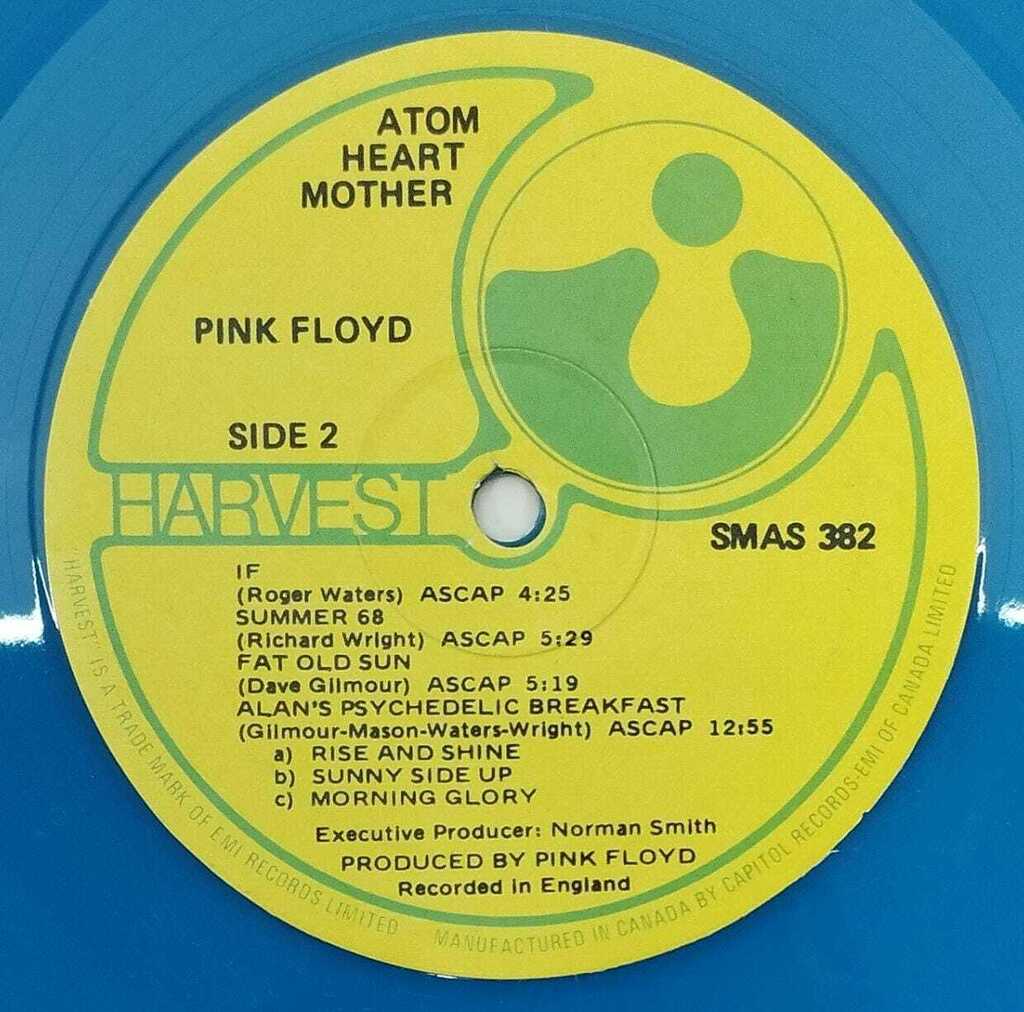 ATOM
HEART
MOTHER
PINK FLOYD
SIDE 2
HARVEST
SMAS 382
IF
(Roger Waters) ASCAP 4:25
SUMMER 68
(Richard Wright) ASCAP 5:29
FAT OLD SUN
(Dave Gilmour) ASCAP 5:19
ALAN'S PSYCHEDELIC BREAKFAST
(Gilmour-Mason-Waters-Wright) ASCAP 12:55
a) RISE AND SHINE
b) SUNNY SIDE UP
c) MORNING GLORY
Executive Producer: Norman Smith
PRODUCED BY PINK FLOYD
Recorded in England
"HARVEST" IS A TRADE MARK OF EMI RECORDS LIMITED
MANUFACTURED IN CANADA BY CAPITOL RECORDS-EMI OF CANADA LIMITED